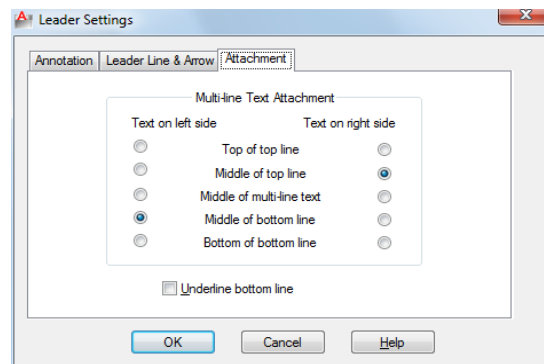 Leader Settings
Annotation Leader Line & Arrow Attachment
Multi-line Text Attachment
Text on left side Text on right side
Top of top line
Middle of top line
Middle of multi-line text
Middle of bottom line
Bottom of bottom line
Underline bottom line
OK Cancel Help